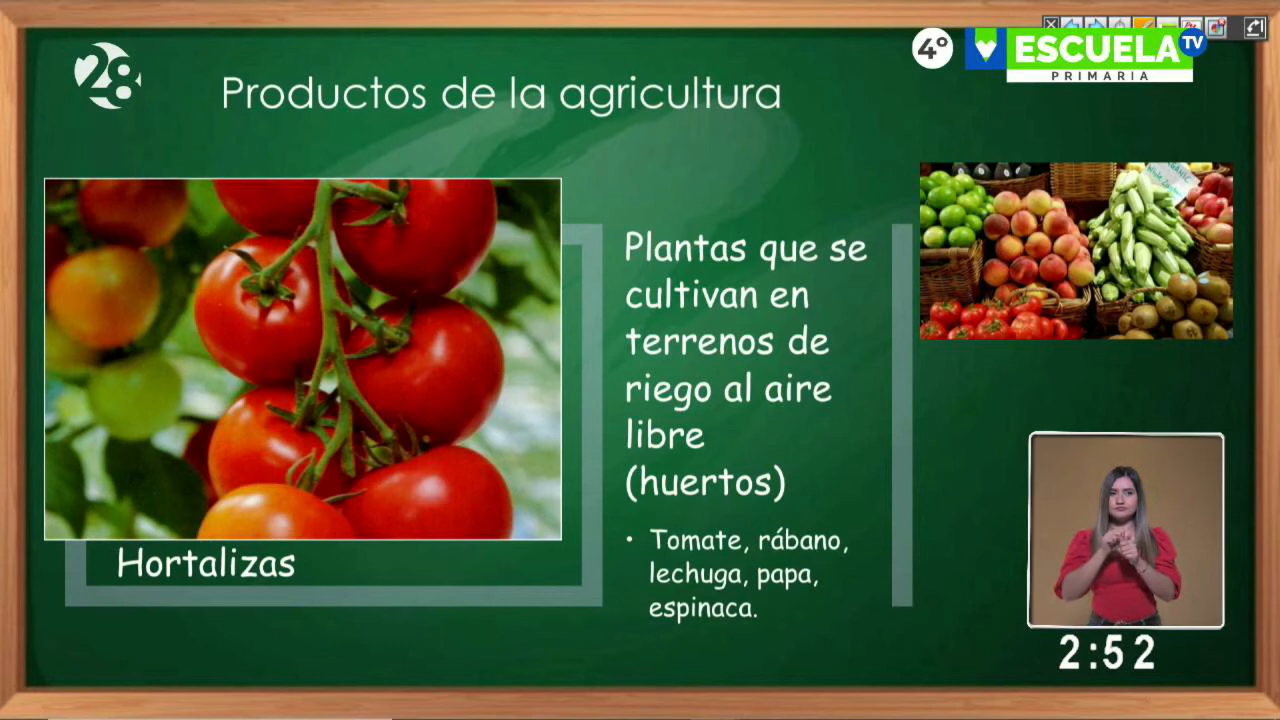 28
4°
ESCUELA TV
PRIMARIA
Productos de la agricultura
Plantas que se
cultivan en
terrenos de
riego al aire
libre
(huertos)
• Tomate, rábano,
lechuga, papa,
espinaca.
Hortalizas
2:52